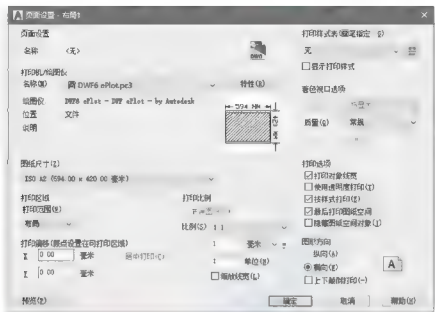 页面设置 - 布局1
页面设置
名称 <无>
打印机/绘图仪
名称(M) DWF6 ePlot.pc3 特性(R)
绘图仪 DWF6 ePlot - DWF ePlot - by Autodesk
位置 文件
说明
图纸尺寸(Z)
ISO A2 (594.00 x 420.00 毫米)
打印区域
打印范围(W)
布局
打印偏移(原点设置在可打印区域)
X 0.00 毫米
Y 0.00 毫米
居中打印(C)
打印比例
比例(S) 1:1
1 毫米 =
1 单位(N)
缩放线宽(L)
打印样式表(画笔指定)(G)
无
显示打印样式
着色视口选项
质量(Q) 常规
打印选项
打印对象线宽
使用透明度打印(T)
按样式打印(E)
最后打印图纸空间
隐藏图纸空间对象(J)
图形方向
纵向(A)
横向(N)
上下颠倒打印(-)
A
预览(P)
确定 取消 帮助(H)